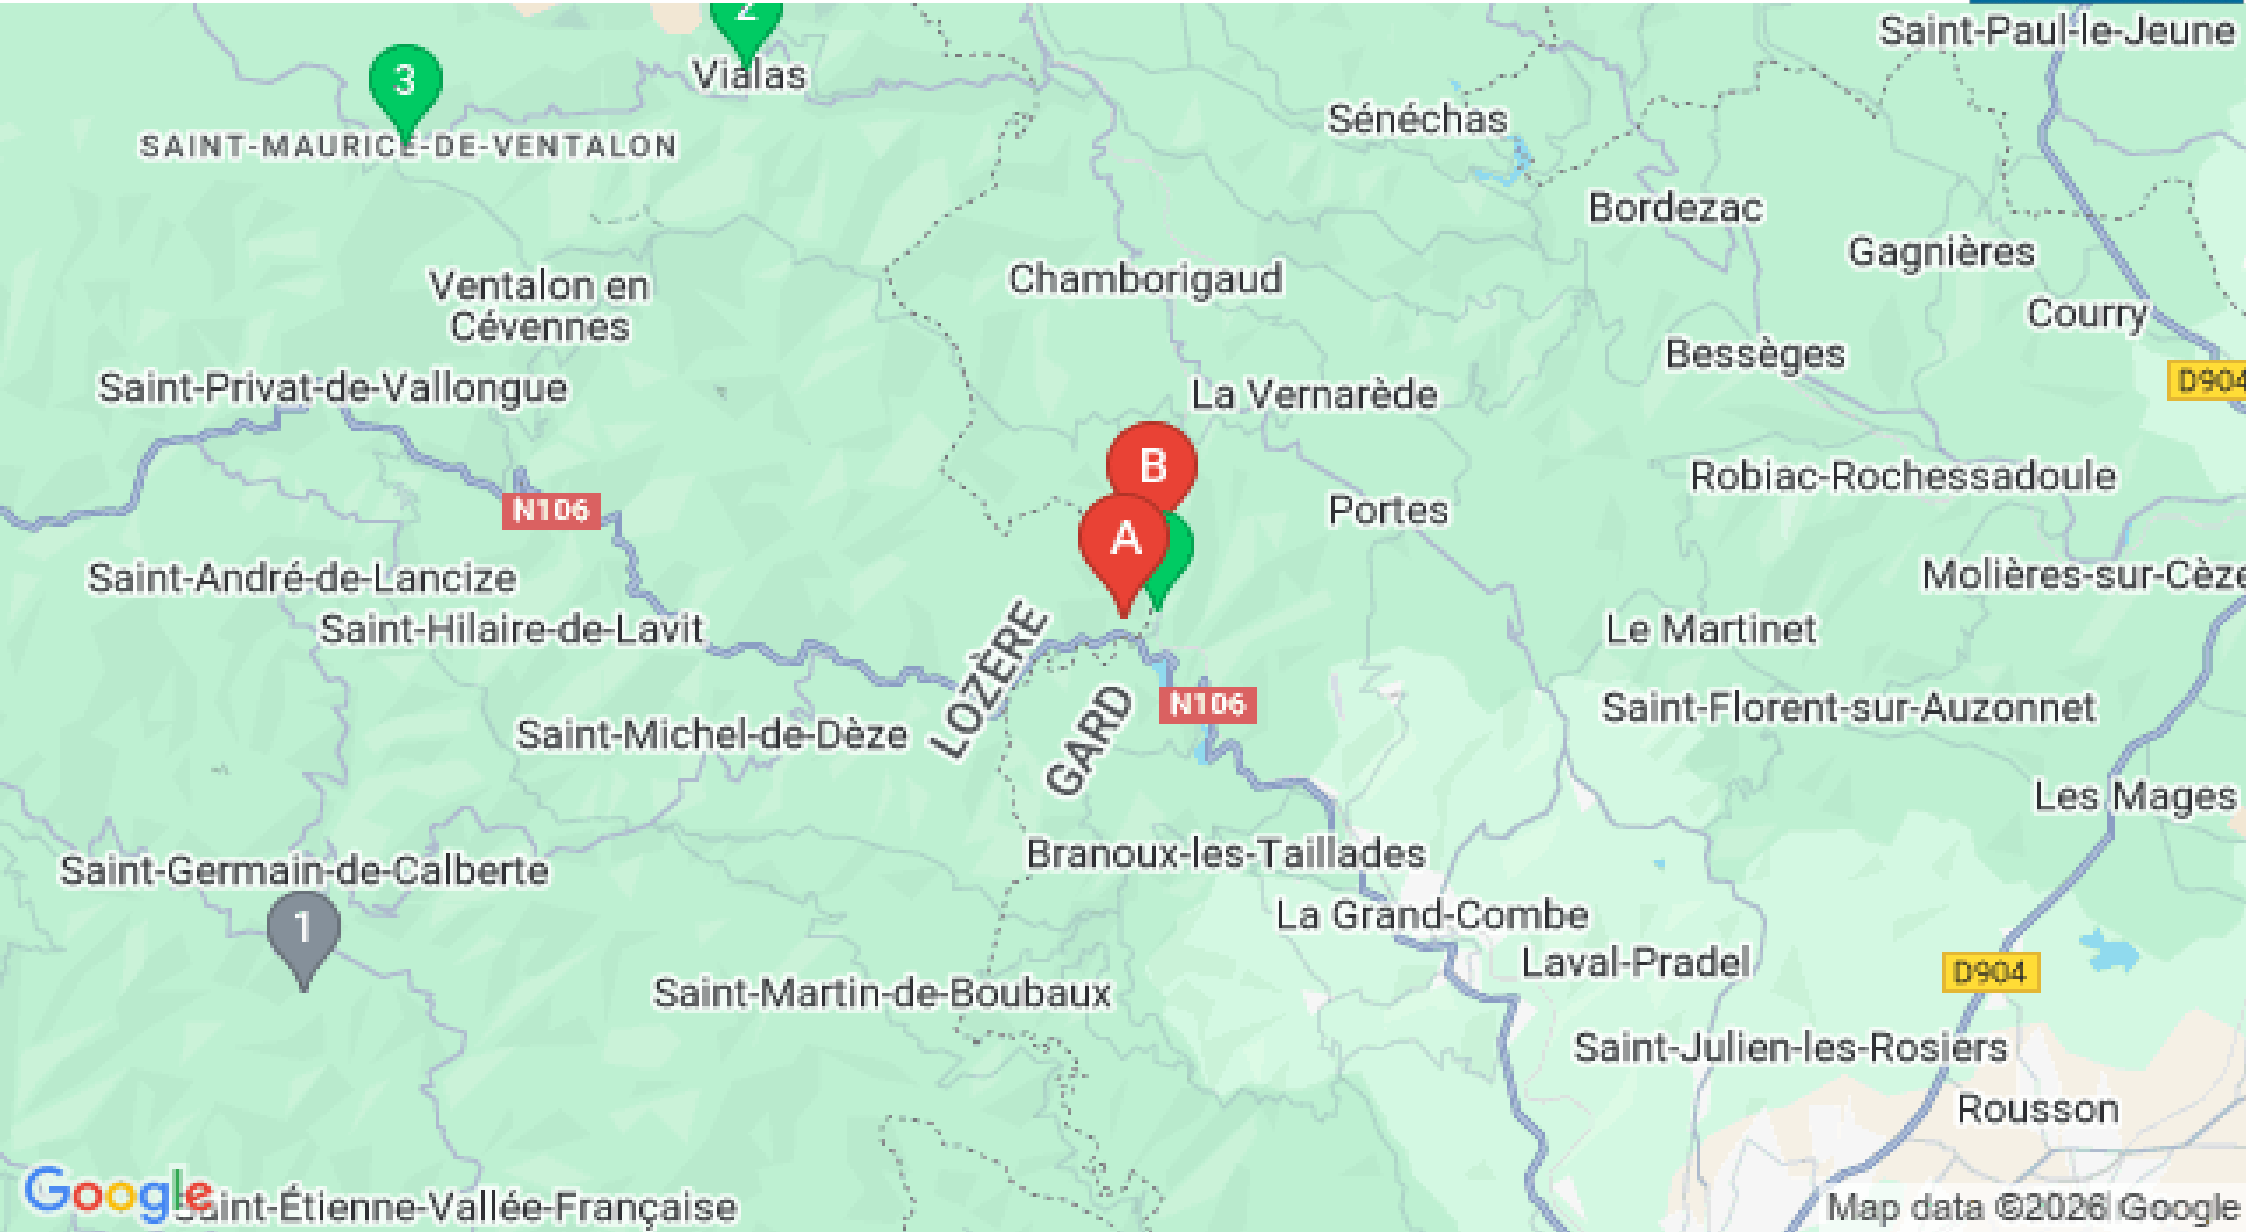 2
Saint-Paul-le-Jeune
Vialas
3
Sénéchas
SAINT-MAURICE-DE-VENTALON
Bordezac
Gagnières
Chamborigaud
Ventalon en
Cévennes
Courry
Bessèges
D904
Saint-Privat-de-Vallongue
La Vernarède
B
Robiac-Rochessadoule
N106
Portes
A
Saint-André-de-Lancize
Molières-sur-Cèze
Saint-Hilaire-de-Lavit
Le Martinet
LOZÈRE
GARD
N106
Saint-Florent-sur-Auzonnet
Saint-Michel-de-Dèze
Les Mages
Branoux-les-Taillades
Saint-Germain-de-Calberte
La Grand-Combe
1
Laval-Pradel
D904
Saint-Martin-de-Boubaux
Saint-Julien-les-Rosiers
Rousson
Google
Saint-Étienne-Vallée-Française
Map data ©2026 Google